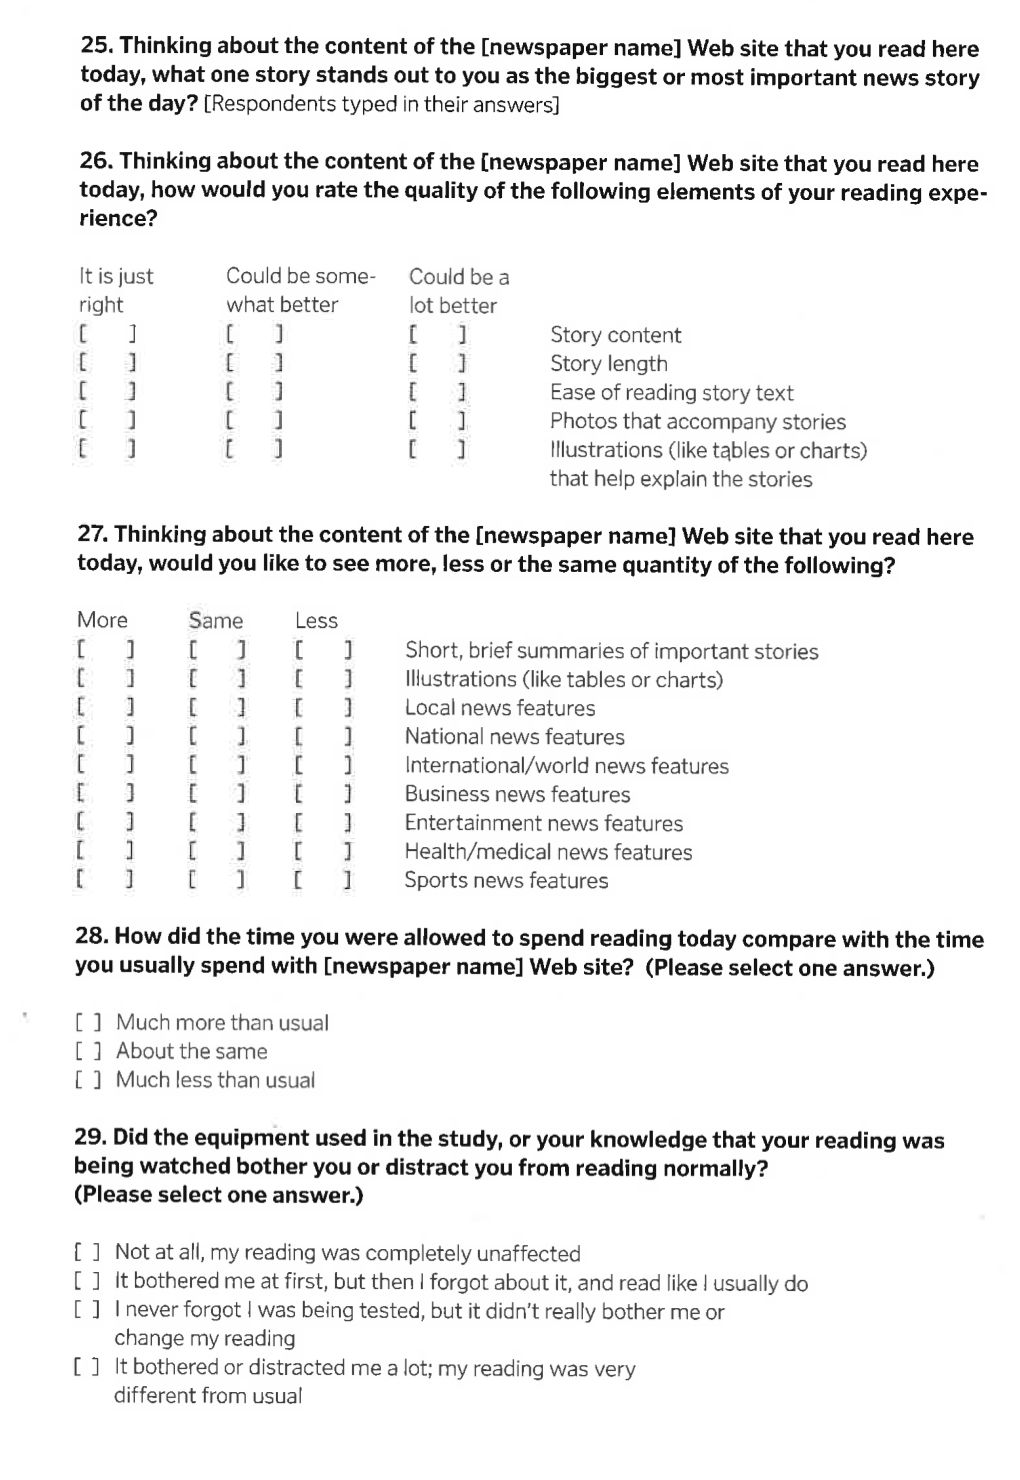 25. Thinking about the content of the [newspaper name] Web site that you read here
today, what one story stands out to you as the biggest or most important news story
of the day? [Respondents typed in their answers]
26. Thinking about the content of the [newspaper name] Web site that you read here
today, how would you rate the quality of the following elements of your reading expe-
rience?
It is just Could be some- Could be a
right what better lot better
[ ] [ ] [ ] Story content
[ ] [ ] [ ] Story length
[ ] [ ] [ ] Ease of reading story text
[ ] [ ] [ ] Photos that accompany stories
[ ] [ ] [ ] Illustrations (like tables or charts)
that help explain the stories
27. Thinking about the content of the [newspaper name] Web site that you read here
today, would you like to see more, less or the same quantity of the following?
More Same Less
[ ] [ ] [ ] Short, brief summaries of important stories
[ ] [ ] [ ] Illustrations (like tables or charts)
[ ] [ ] [ ] Local news features
[ ] [ ] [ ] National news features
[ ] [ ] [ ] International/world news features
[ ] [ ] [ ] Business news features
[ ] [ ] [ ] Entertainment news features
[ ] [ ] [ ] Health/medical news features
[ ] [ ] [ ] Sports news features
28. How did the time you were allowed to spend reading today compare with the time
you usually spend with [newspaper name] Web site? (Please select one answer.)
[ ] Much more than usual
[ ] About the same
[ ] Much less than usual
29. Did the equipment used in the study, or your knowledge that your reading was
being watched bother you or distract you from reading normally?
(Please select one answer.)
[ ] Not at all, my reading was completely unaffected
[ ] It bothered me at first, but then I forgot about it, and read like I usually do
[ ] I never forgot I was being tested, but it didn't really bother me or
change my reading
[ ] It bothered or distracted me a lot; my reading was very
different from usual